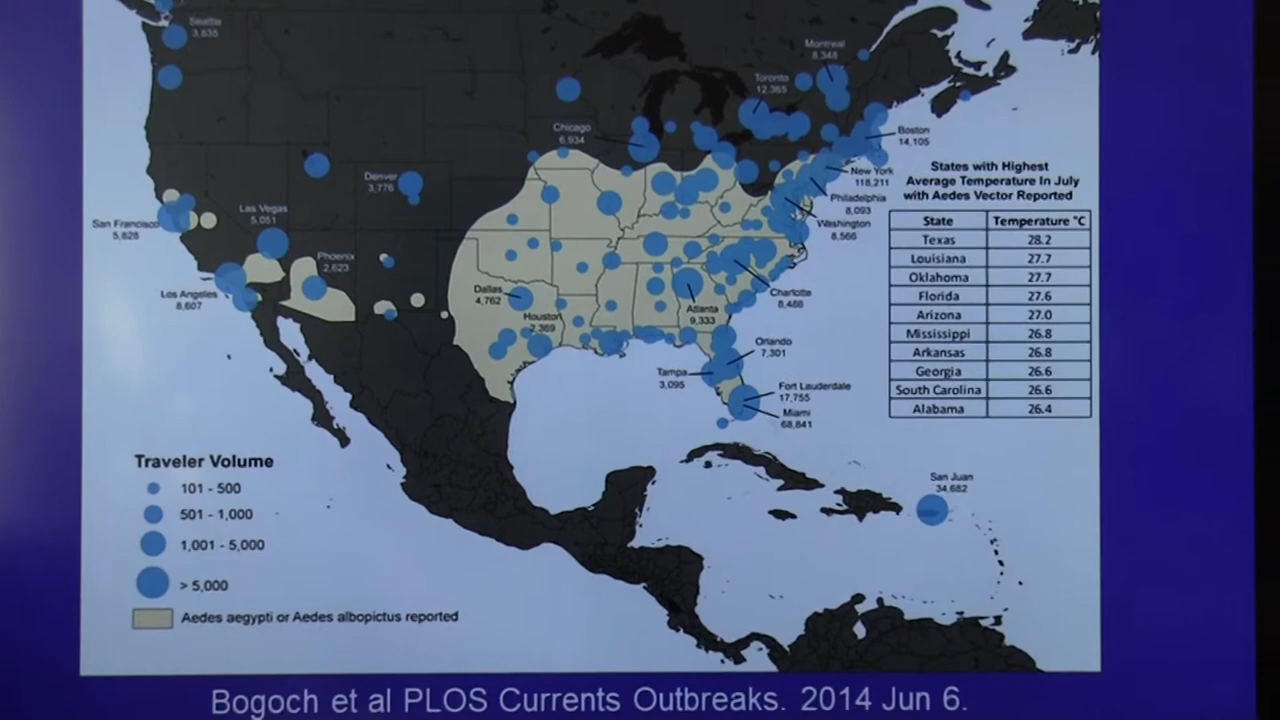 Seattle
3,635
Montreal
8,348
Toronto
12,365
Chicago
6,934
Boston
14,105
Denver
3,776
New York
118,211
Philadelphia
8,093
Washington
8,566
Las Vegas
5,051
San Francisco
5,828
Phoenix
2,623
Los Angeles
8,607
Dallas
4,762
Houston
2,369
Atlanta
9,333
Charlotte
8,486
Orlando
7,301
Tampa
3,095
Fort Lauderdale
17,755
Miami
68,841
San Juan
34,682
States with Highest
Average Temperature In July
with Aedes Vector Reported
State Temperature °C
Texas 28.2
Louisiana 27.7
Oklahoma 27.7
Florida 27.6
Arizona 27.0
Mississippi 26.8
Arkansas 26.8
Georgia 26.6
South Carolina 26.6
Alabama 26.4
Traveler Volume
101 - 500
501 - 1,000
1,001 - 5,000
> 5,000
Aedes aegypti or Aedes albopictus reported
Bogoch et al PLOS Currents Outbreaks. 2014 Jun 6.